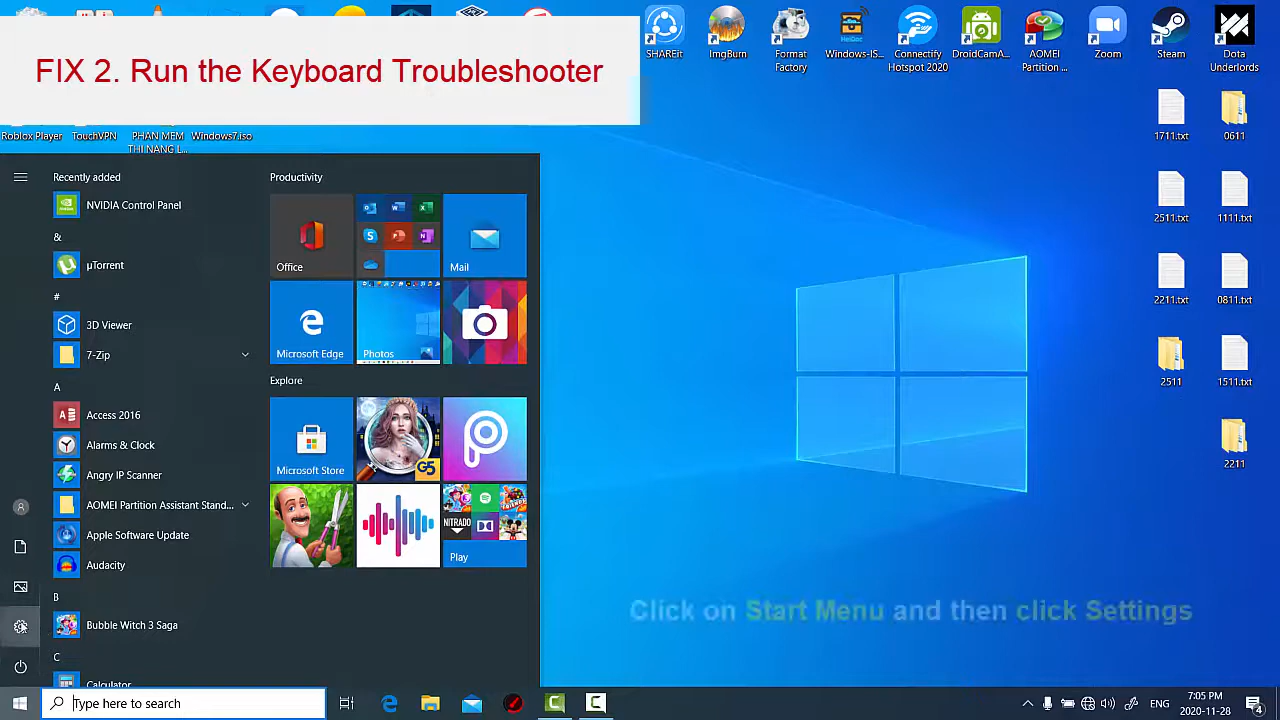 FIX 2. Run the Keyboard Troubleshooter
SHAREit
ImgBurn
Format
Factory
Windows-IS...
Connectify
Hotspot 2020
DroidCamA...
AOMEI
Partition ...
Zoom
Steam
Data
Underlords
Roblox Player
TouchVPN
PHAN MEM
THI NANG L...
Windows7.iso
1711.txt
0611
2511.txt
1111.txt
2211.txt
0811.txt
2511
1511.txt
2211
Recently added
NVIDIA Control Panel
&
µTorrent
#
3D Viewer
7-Zip
A
Access 2016
Alarms & Clock
Angry IP Scanner
AOMEI Partition Assistant Stand...
Apple Software Update
Audacity
B
Bubble Witch 3 Saga
C
Calculator
Productivity
Office
Mail
Microsoft Edge
Photos
Explore
Microsoft Store
G5
NITRADO
Play
Click on Start Menu and then click Settings
Type here to search
ENG
7:05 PM
2020-11-28
4